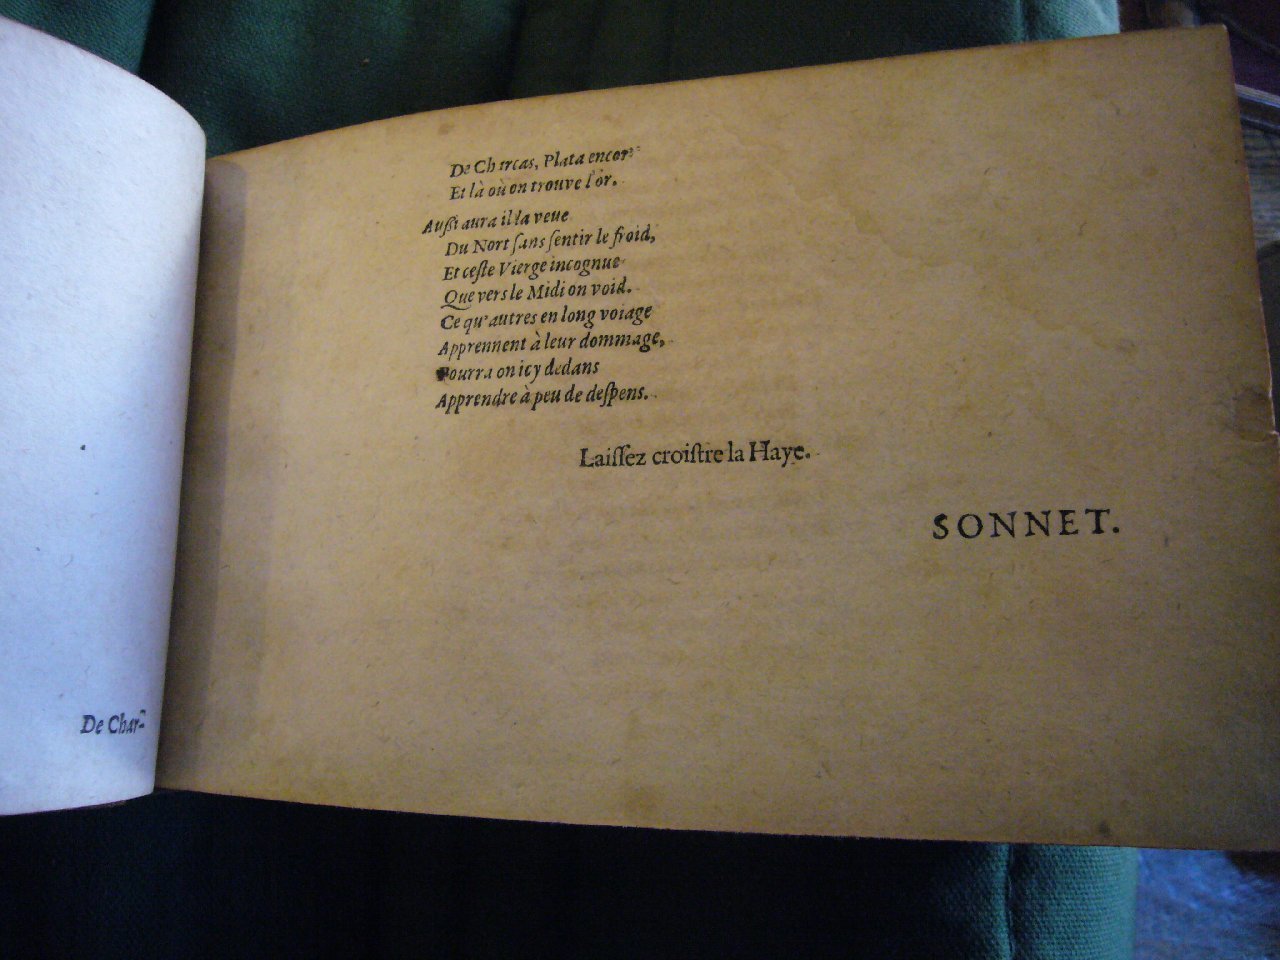 De Char-
De Charcas, Plata encor'
Et là où on trouve l'or.
Außi aura il la veue
Du Nort ſans ſentir le froid,
Et ceſte Vierge incognue
Que vers le Midi on void.
Ce qu'autres en long voiage
Apprennent à leur dommage,
Pourra on icy dedans
Apprendre à peu de deſpens.
Laiſſez croiſtre la Haye.
SONNET.